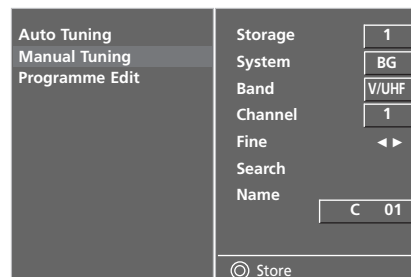 Auto Tuning
Manual Tuning
Programme Edit
Storage 1
System BG
Band V/UHF
Channel 1
Fine ◄►
Search
Name
C 01
Store